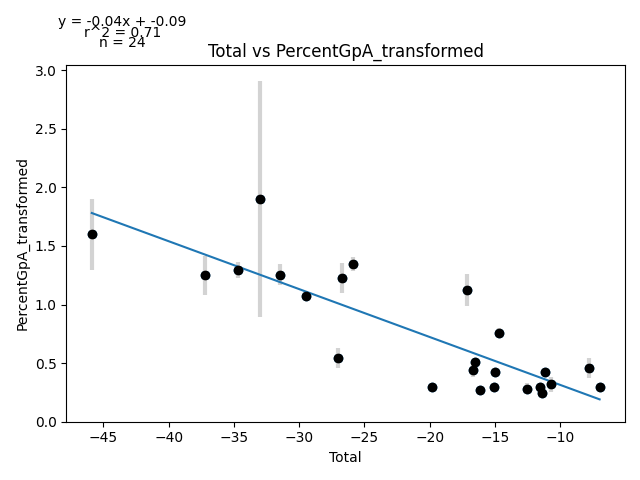 y = -0.04x + -0.09
r^2 = 0.71
n = 24
Total vs PercentGpA_transformed
3.0
2.5
2.0
1.5
1.0
0.5
0.0
PercentGpA_transformed
−45
−40
−35
−30
−25
−20
−15
−10
Total